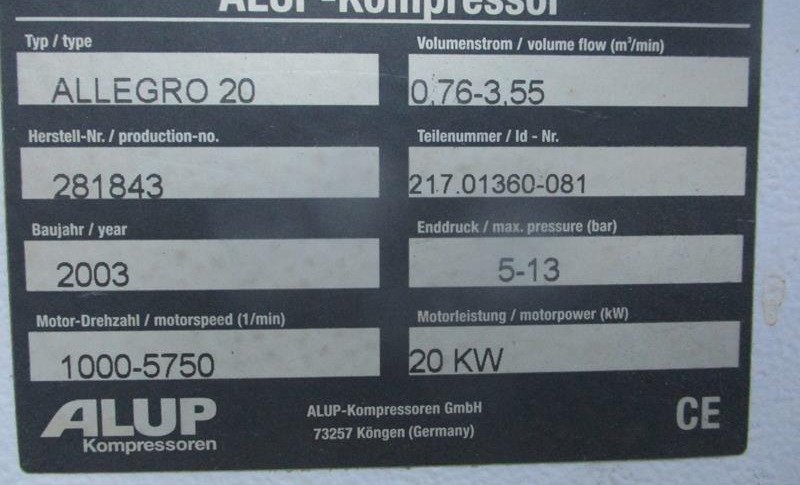 ALUP-Kompressor
Typ / type
ALLEGRO 20
Volumenstrom / volume flow (m³/min)
0,76-3,55
Herstell-Nr. / production-no.
281843
Teilenummer / Id - Nr.
217.01360-081
Baujahr / year
2003
Enddruck / max. pressure (bar)
5-13
Motor-Drehzahl / motorspeed (1/min)
1000-5750
Motorleistung / motorpower (kW)
20 KW
ALUP
Kompressoren
ALUP-Kompressoren GmbH
73257 Köngen (Germany)
CE